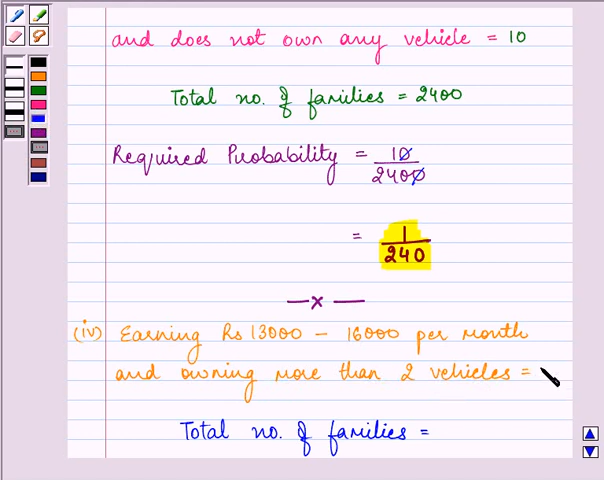 and does not own any vehicle = 10
Total no. of families = 2400
Required Probability = 10/2400
= 1/240
—x—
(iv) Earning Rs 13000 - 16000 per month
and owning more than 2 vehicles =
Total no. of families =